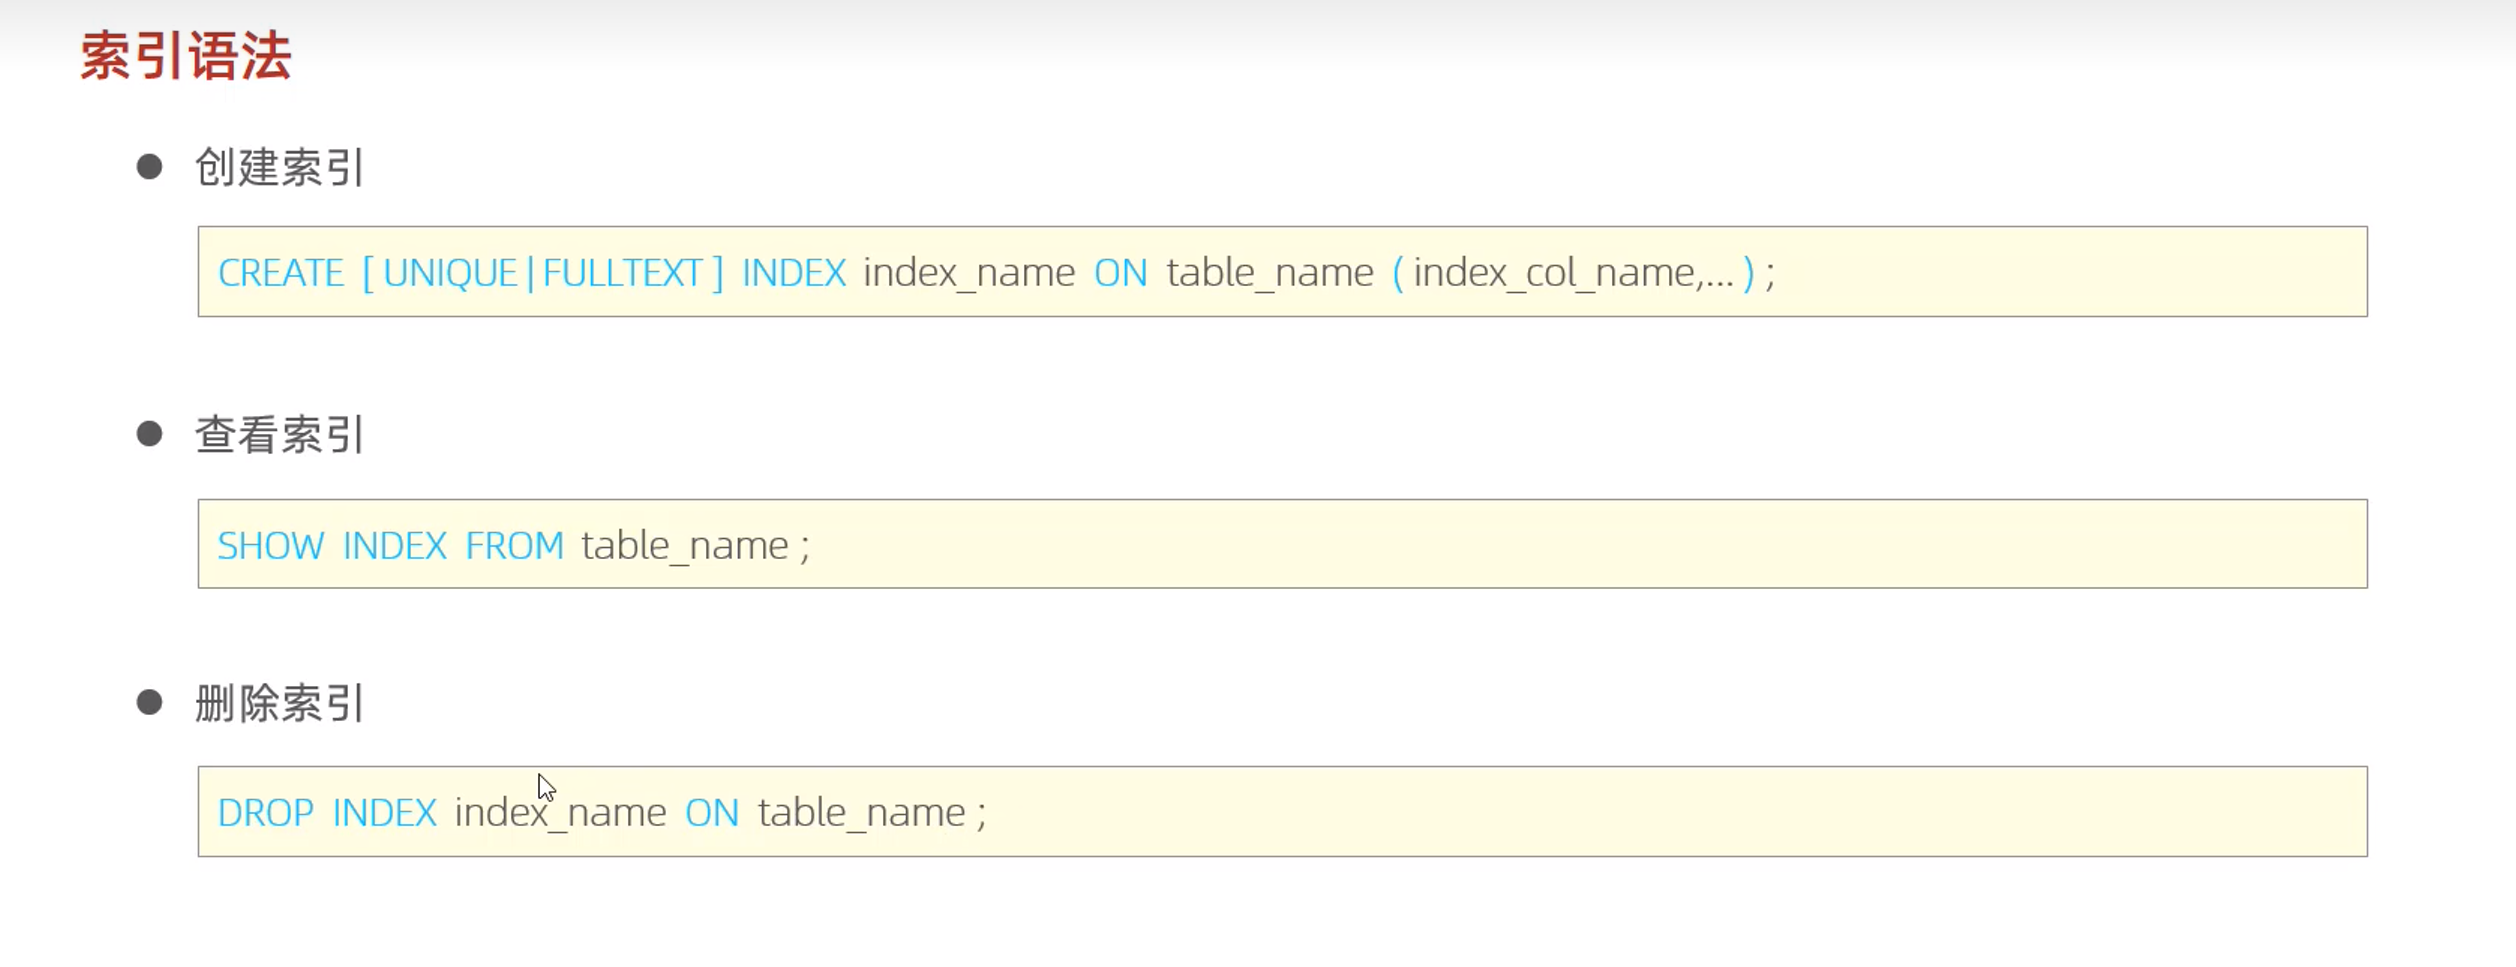 索引语法
创建索引
CREATE [ UNIQUE | FULLTEXT ] INDEX index_name ON table_name ( index_col_name,... ) ;
查看索引
SHOW INDEX FROM table_name ;
删除索引
DROP INDEX index_name ON table_name ;